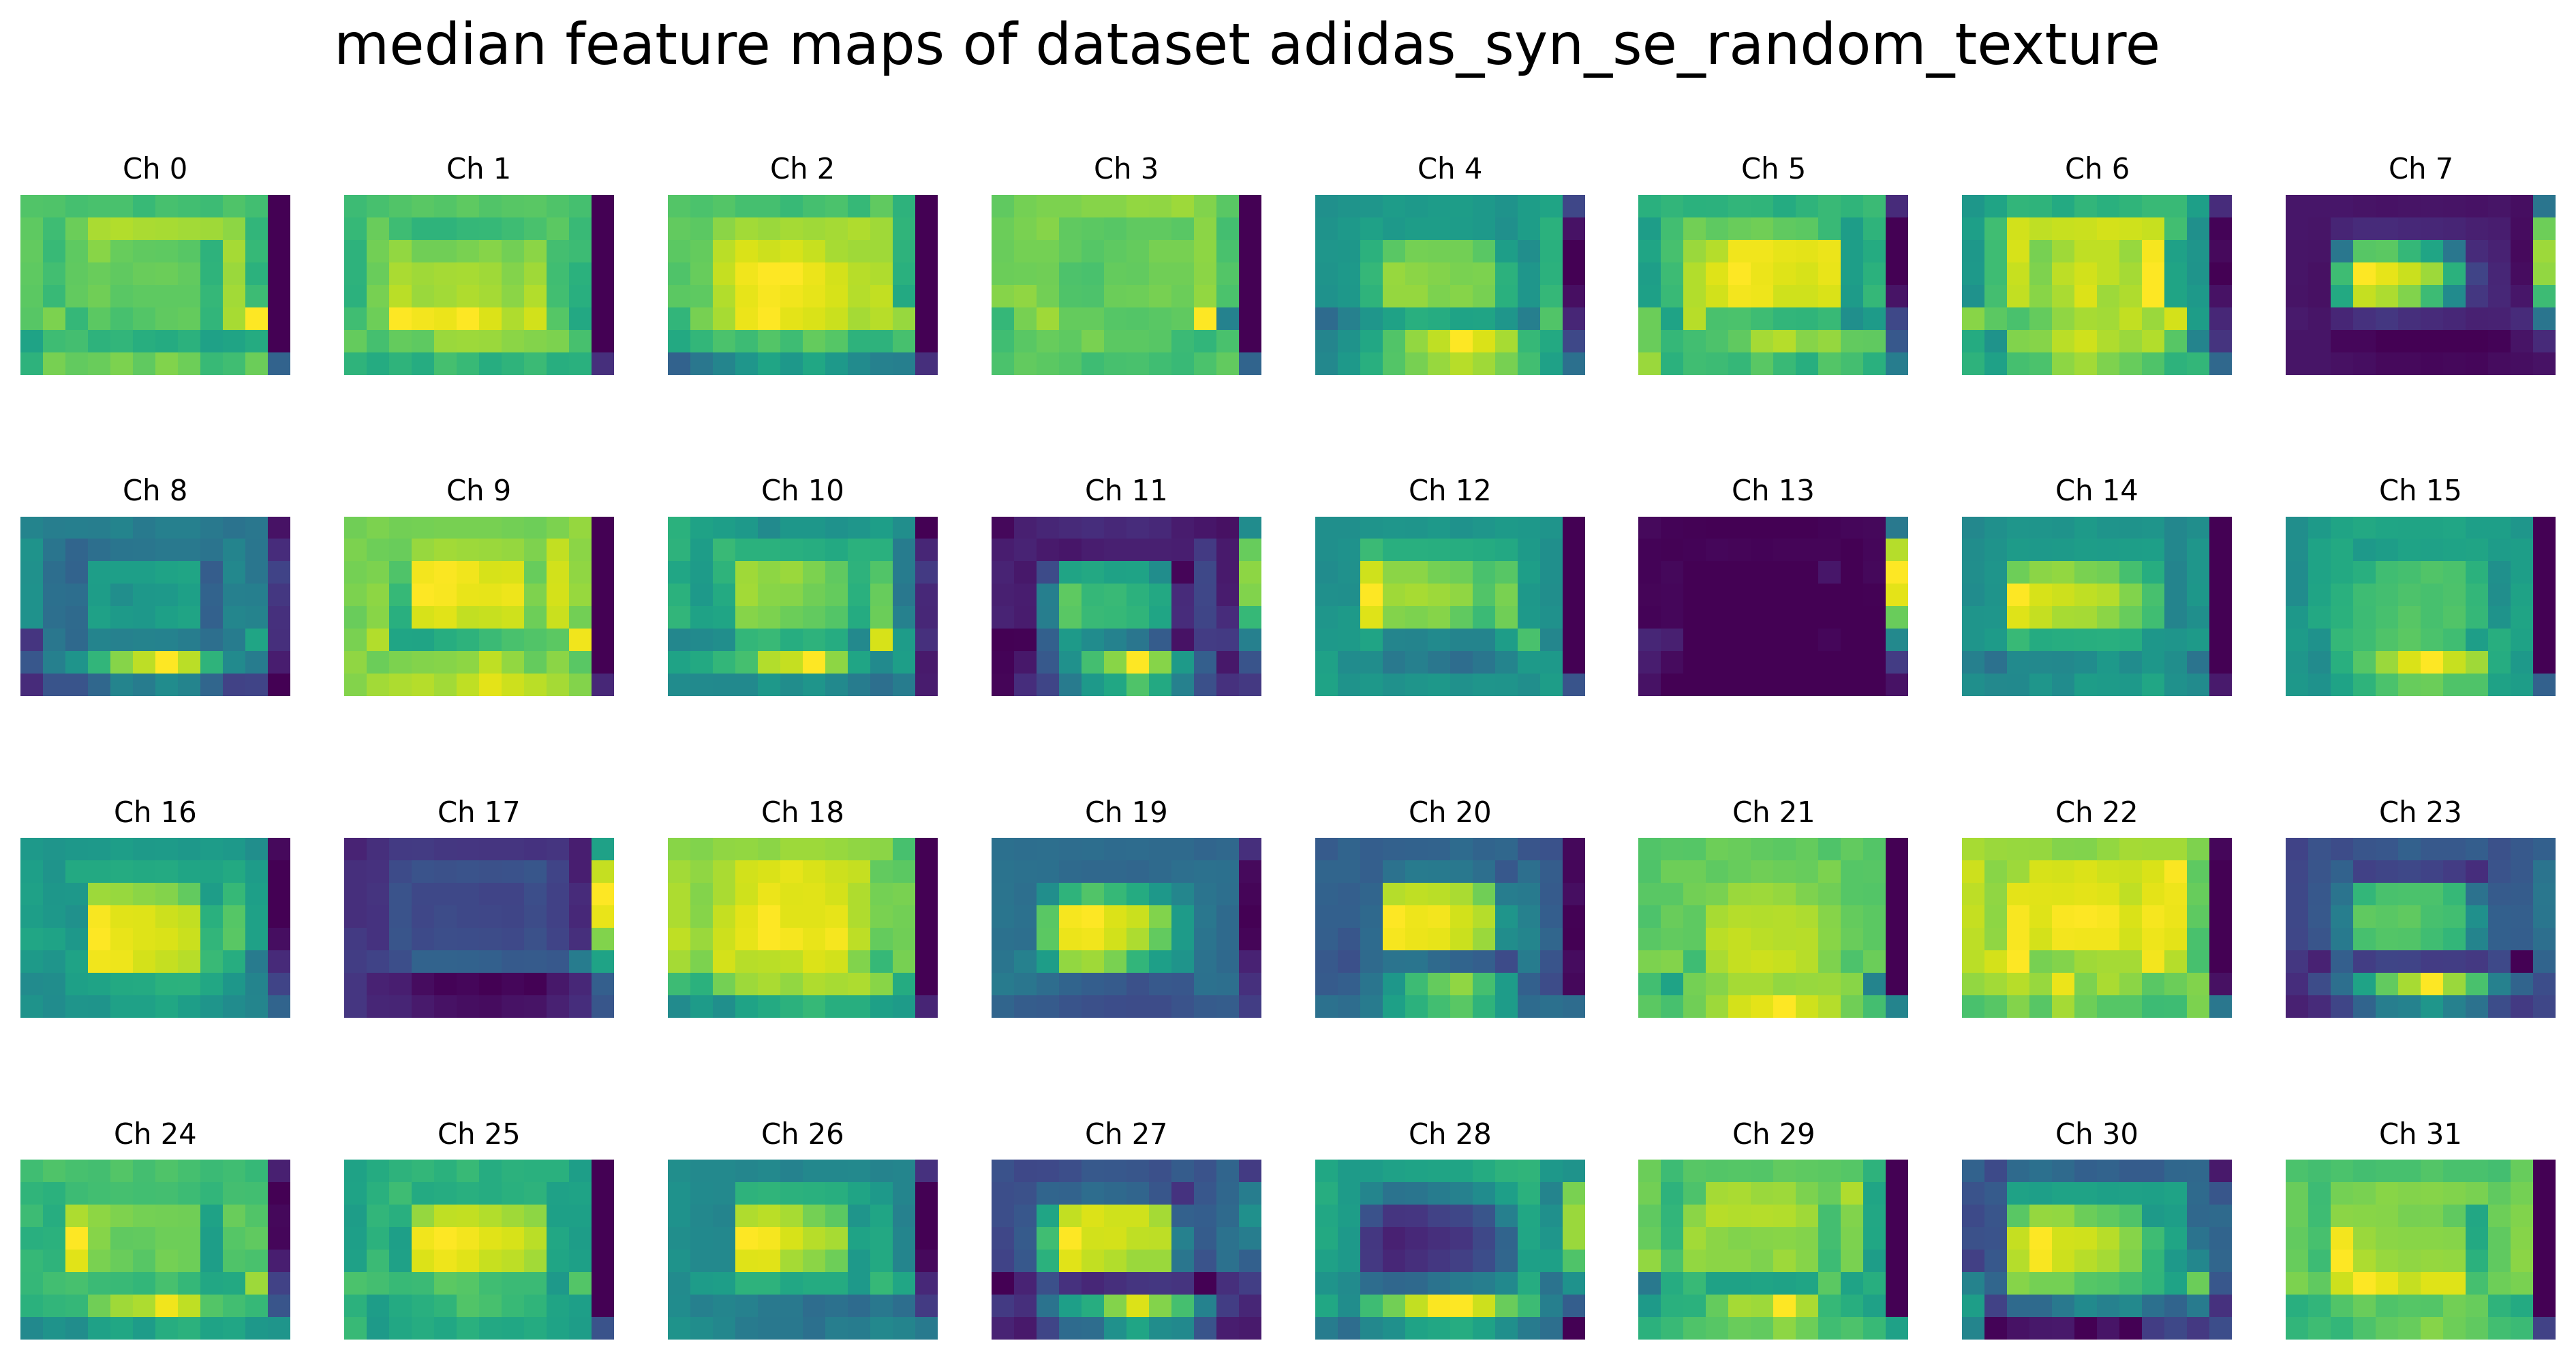 median feature maps of dataset adidas_syn_se_random_texture
Ch 0 Ch 1 Ch 2 Ch 3 Ch 4 Ch 5 Ch 6 Ch 7
Ch 8 Ch 9 Ch 10 Ch 11 Ch 12 Ch 13 Ch 14 Ch 15
Ch 16 Ch 17 Ch 18 Ch 19 Ch 20 Ch 21 Ch 22 Ch 23
Ch 24 Ch 25 Ch 26 Ch 27 Ch 28 Ch 29 Ch 30 Ch 31